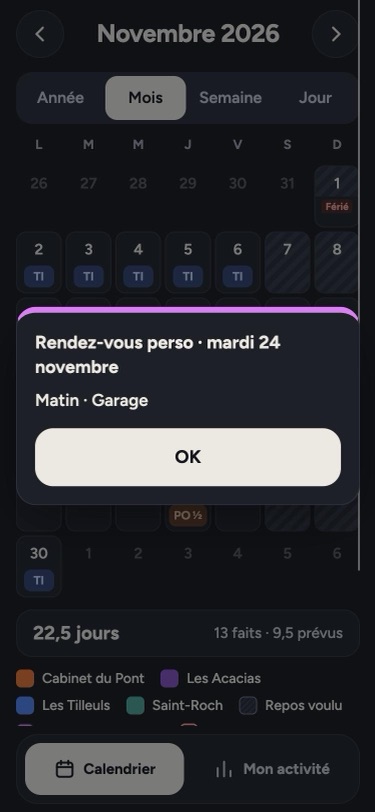 Novembre 2026
Année Mois Semaine Jour
L M M J V S D
26 27 28 29 30 31 1
Férié
2 3 4 5 6 7 8
TI TI TI TI TI
Rendez-vous perso · mardi 24
novembre
Matin · Garage
OK
PO ½
30 1 2 3 4 5 6
TI
22,5 jours 13 faits · 9,5 prévus
Cabinet du Pont Les Acacias
Les Tilleuls Saint-Roch Repos voulu
Calendrier Mon activité